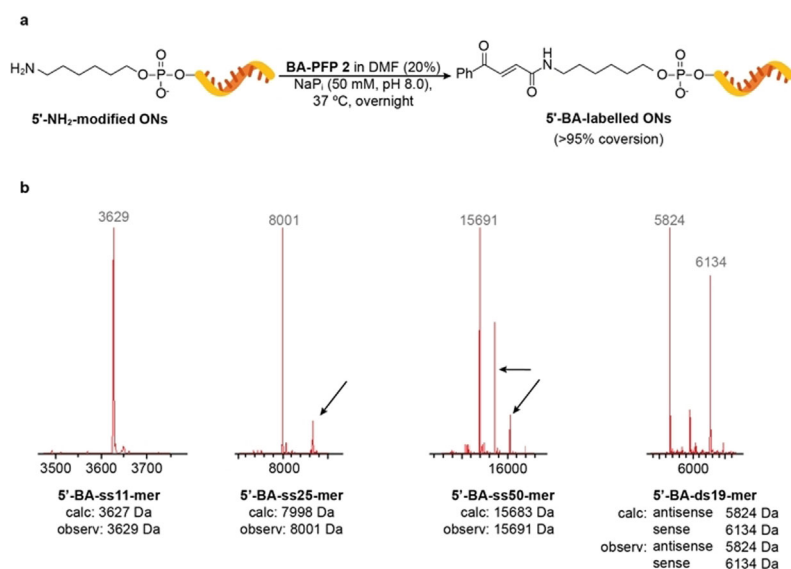 a
H₂N
O
O
P
O
O-
BA-PFP 2 in DMF (20%)
NaPi (50 mM, pH 8.0),
37 ºC, overnight
5'-NH₂-modified ONs
O
Ph
O
H
N
O
O
P
O
O-
5'-BA-labelled ONs
(>95% coversion)
b
3629
3500 3600 3700
5'-BA-ss11-mer
calc: 3627 Da
observ: 3629 Da
8001
8000
5'-BA-ss25-mer
calc: 7998 Da
observ: 8001 Da
15691
16000
5'-BA-ss50-mer
calc: 15683 Da
observ: 15691 Da
5824
6134
6000
5'-BA-ds19-mer
calc: antisense 5824 Da
sense 6134 Da
observ: antisense 5824 Da
sense 6134 Da